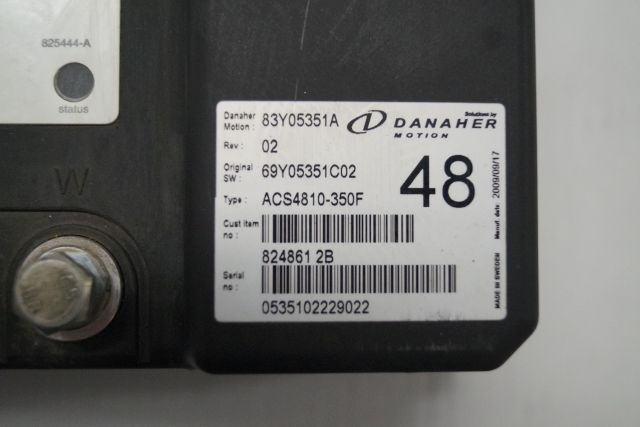 825444-A
status
W
Danaher Motion : 83Y05351A
Solutions by
DANAHER
MOTION
Rev : 02
Original SW : 69Y05351C02
48
Type : ACS4810-350F
Cust item no :
824861 2B
Serial no :
0535102229022
MADE IN SWEDEN Manuf. date 2009/09/17